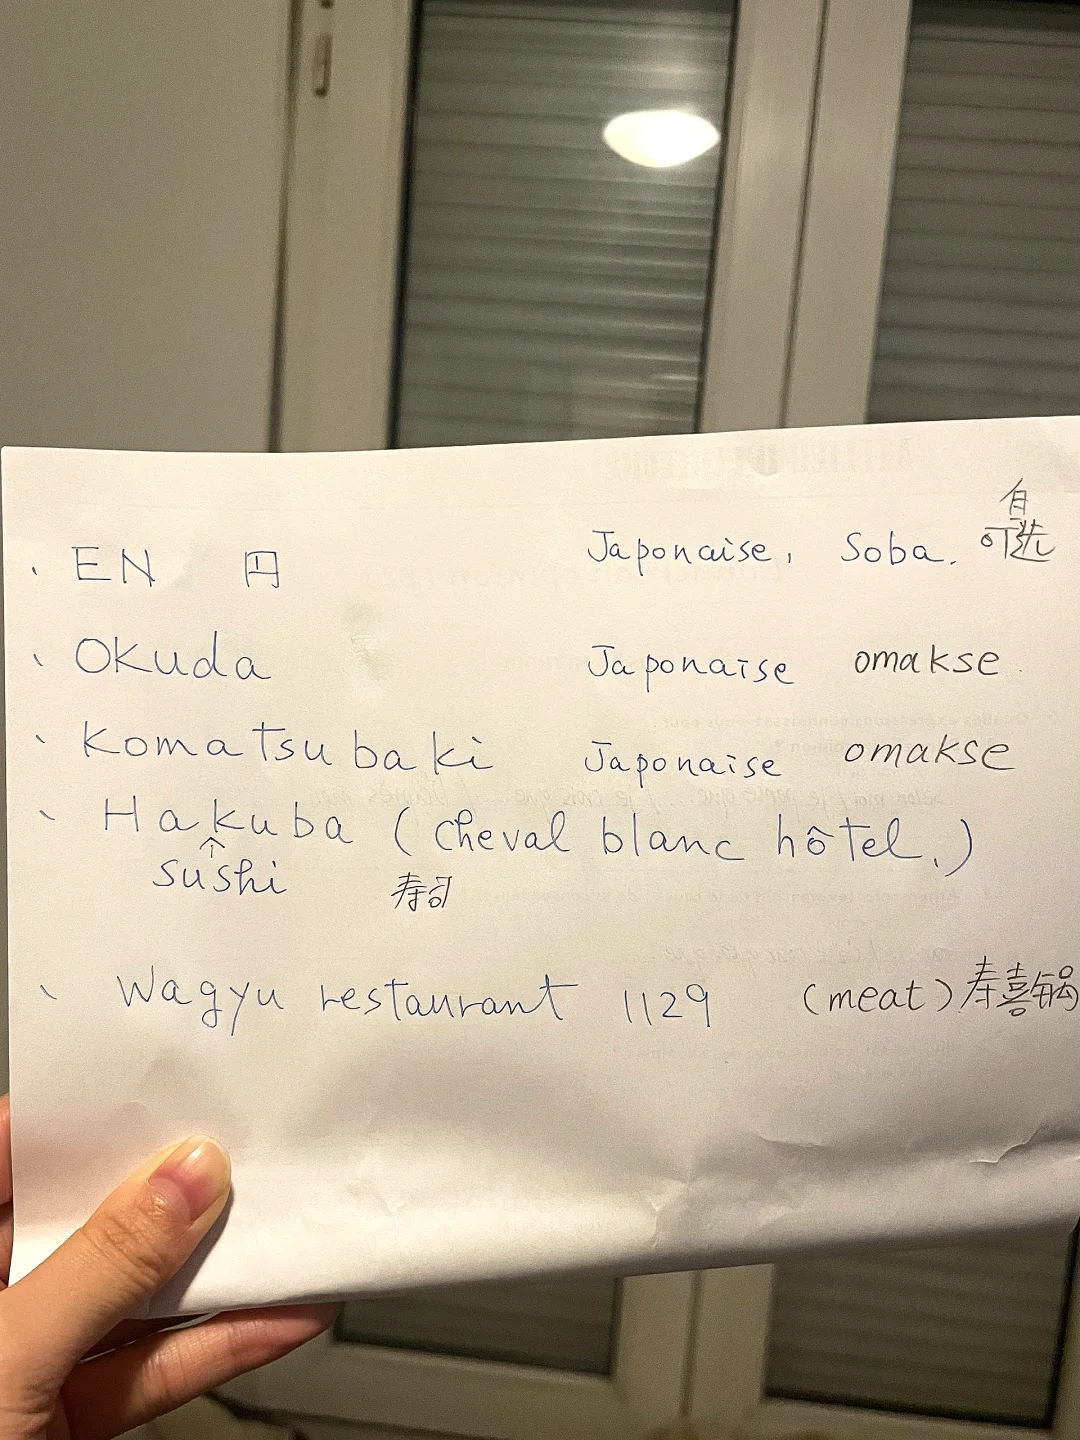 、EN 円 Japonaise, Soba. 可自选
、Okuda Japonaise omakse
、Komatsubaki Japonaise omakse
、Hakuba (cheval blanc hôtel.)
↑
sushi 寿司
、Wagyu restaurant 1129 (meat) 寿喜锅